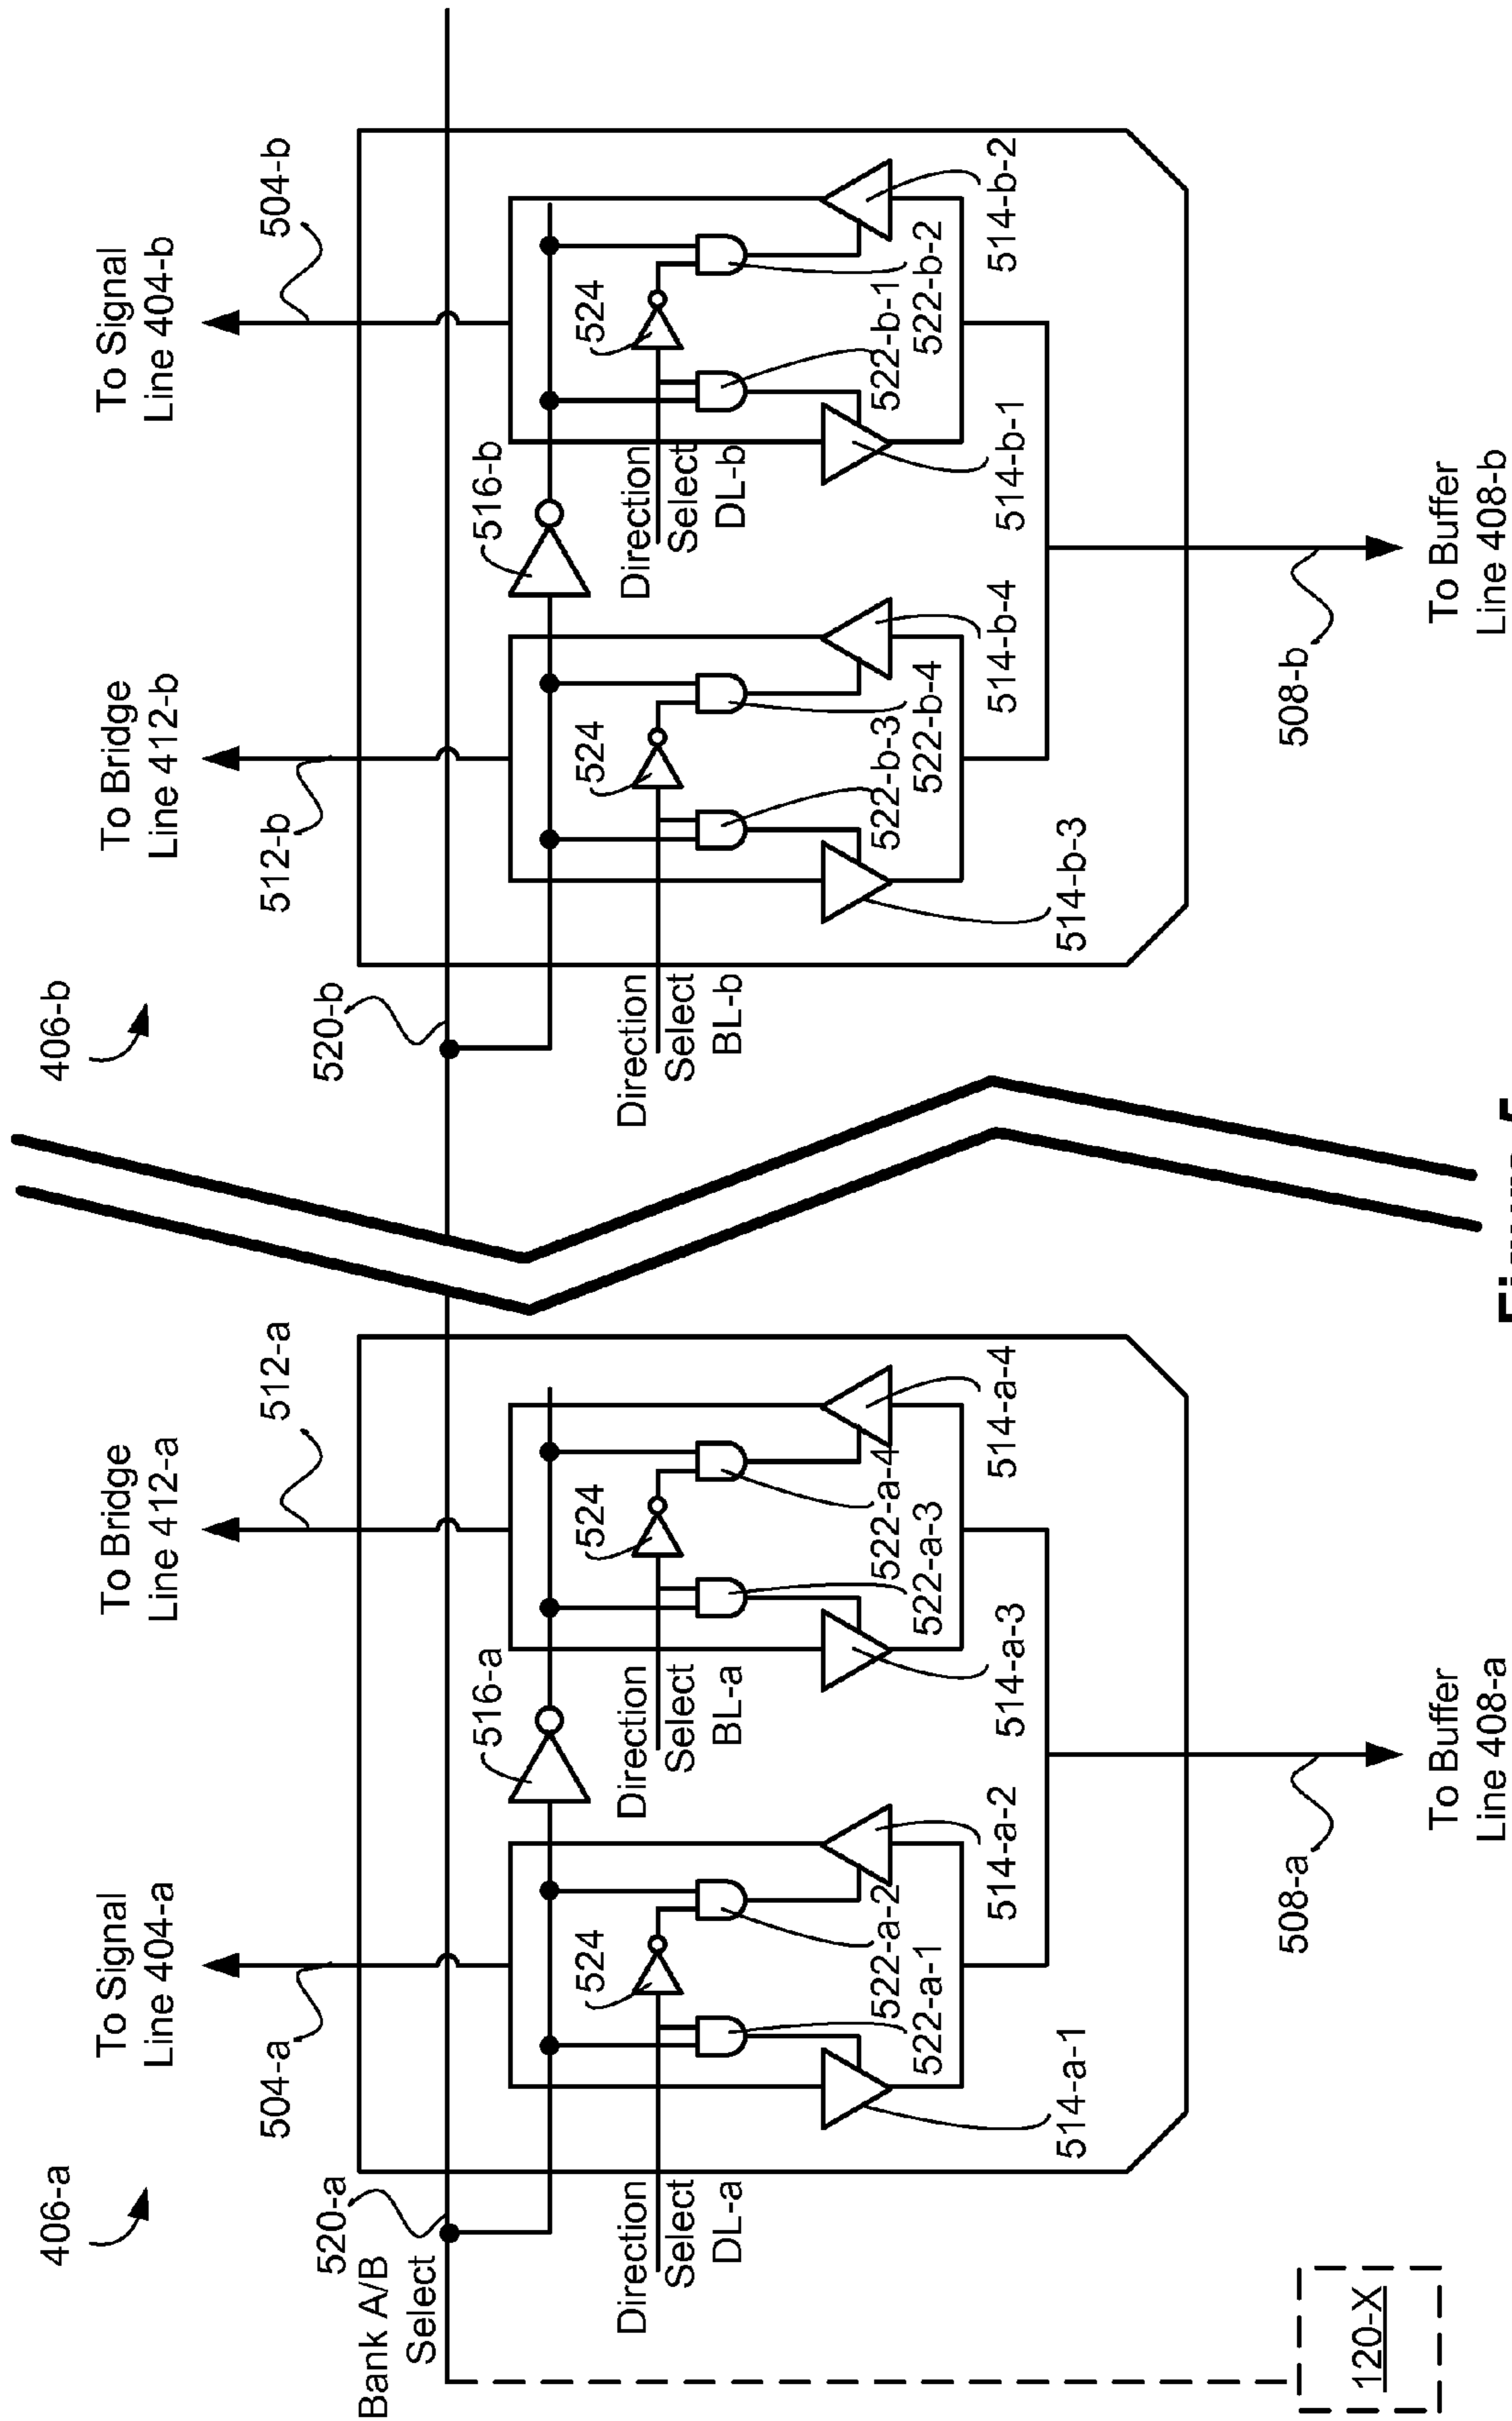 406-a
406-b
To Signal
Line 404-a
To Bridge
Line 412-a
To Bridge
Line 412-b
To Signal
Line 404-b
504-a
512-a
512-b
504-b
520-a
Bank A/B
Select
520-b
516-a
516-b
524
524
524
524
Direction
Select
DL-a
Direction
Select
BL-a
Direction
Select
BL-b
Direction
Select
DL-b
522-a-2
522-a-1
522-a-4
522-a-3
522-b-3
522-b-4
522-b-1
522-b-2
514-a-1
514-a-2
514-a-3
514-a-4
514-b-3
514-b-4
514-b-1
514-b-2
508-a
508-b
120-X
To Buffer
Line 408-a
To Buffer
Line 408-b